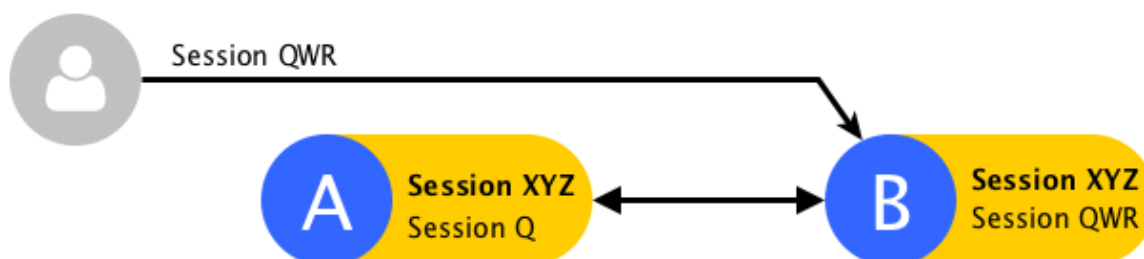 Session QWR
A
Session XYZ
Session Q
B
Session XYZ
Session QWR